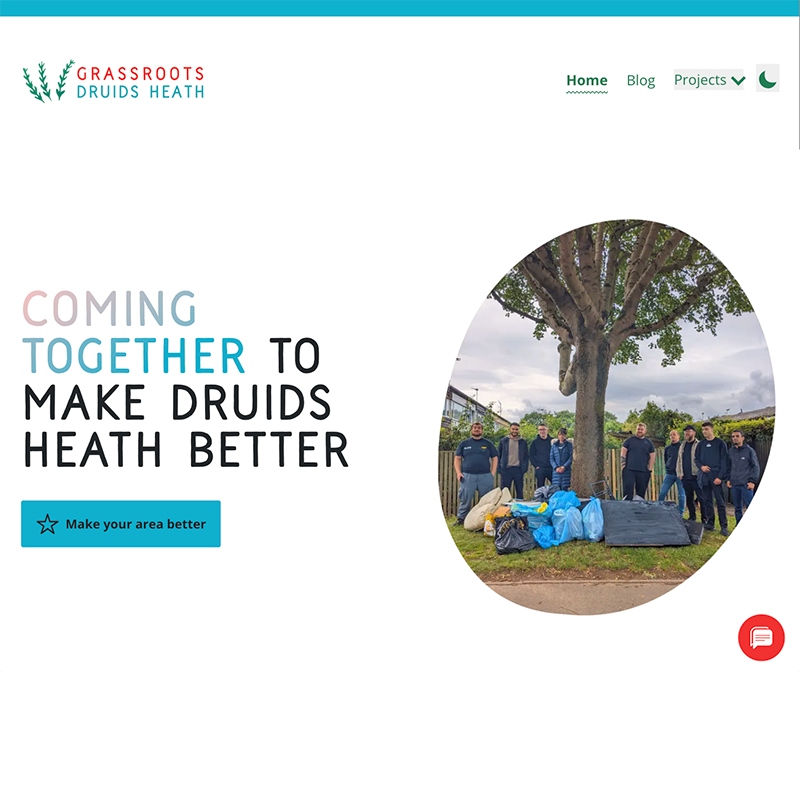 GRASSROOTS
DRUIDS HEATH
Home
Blog
Projects
COMING
TOGETHER TO
MAKE DRUIDS
HEATH BETTER
Make your area better